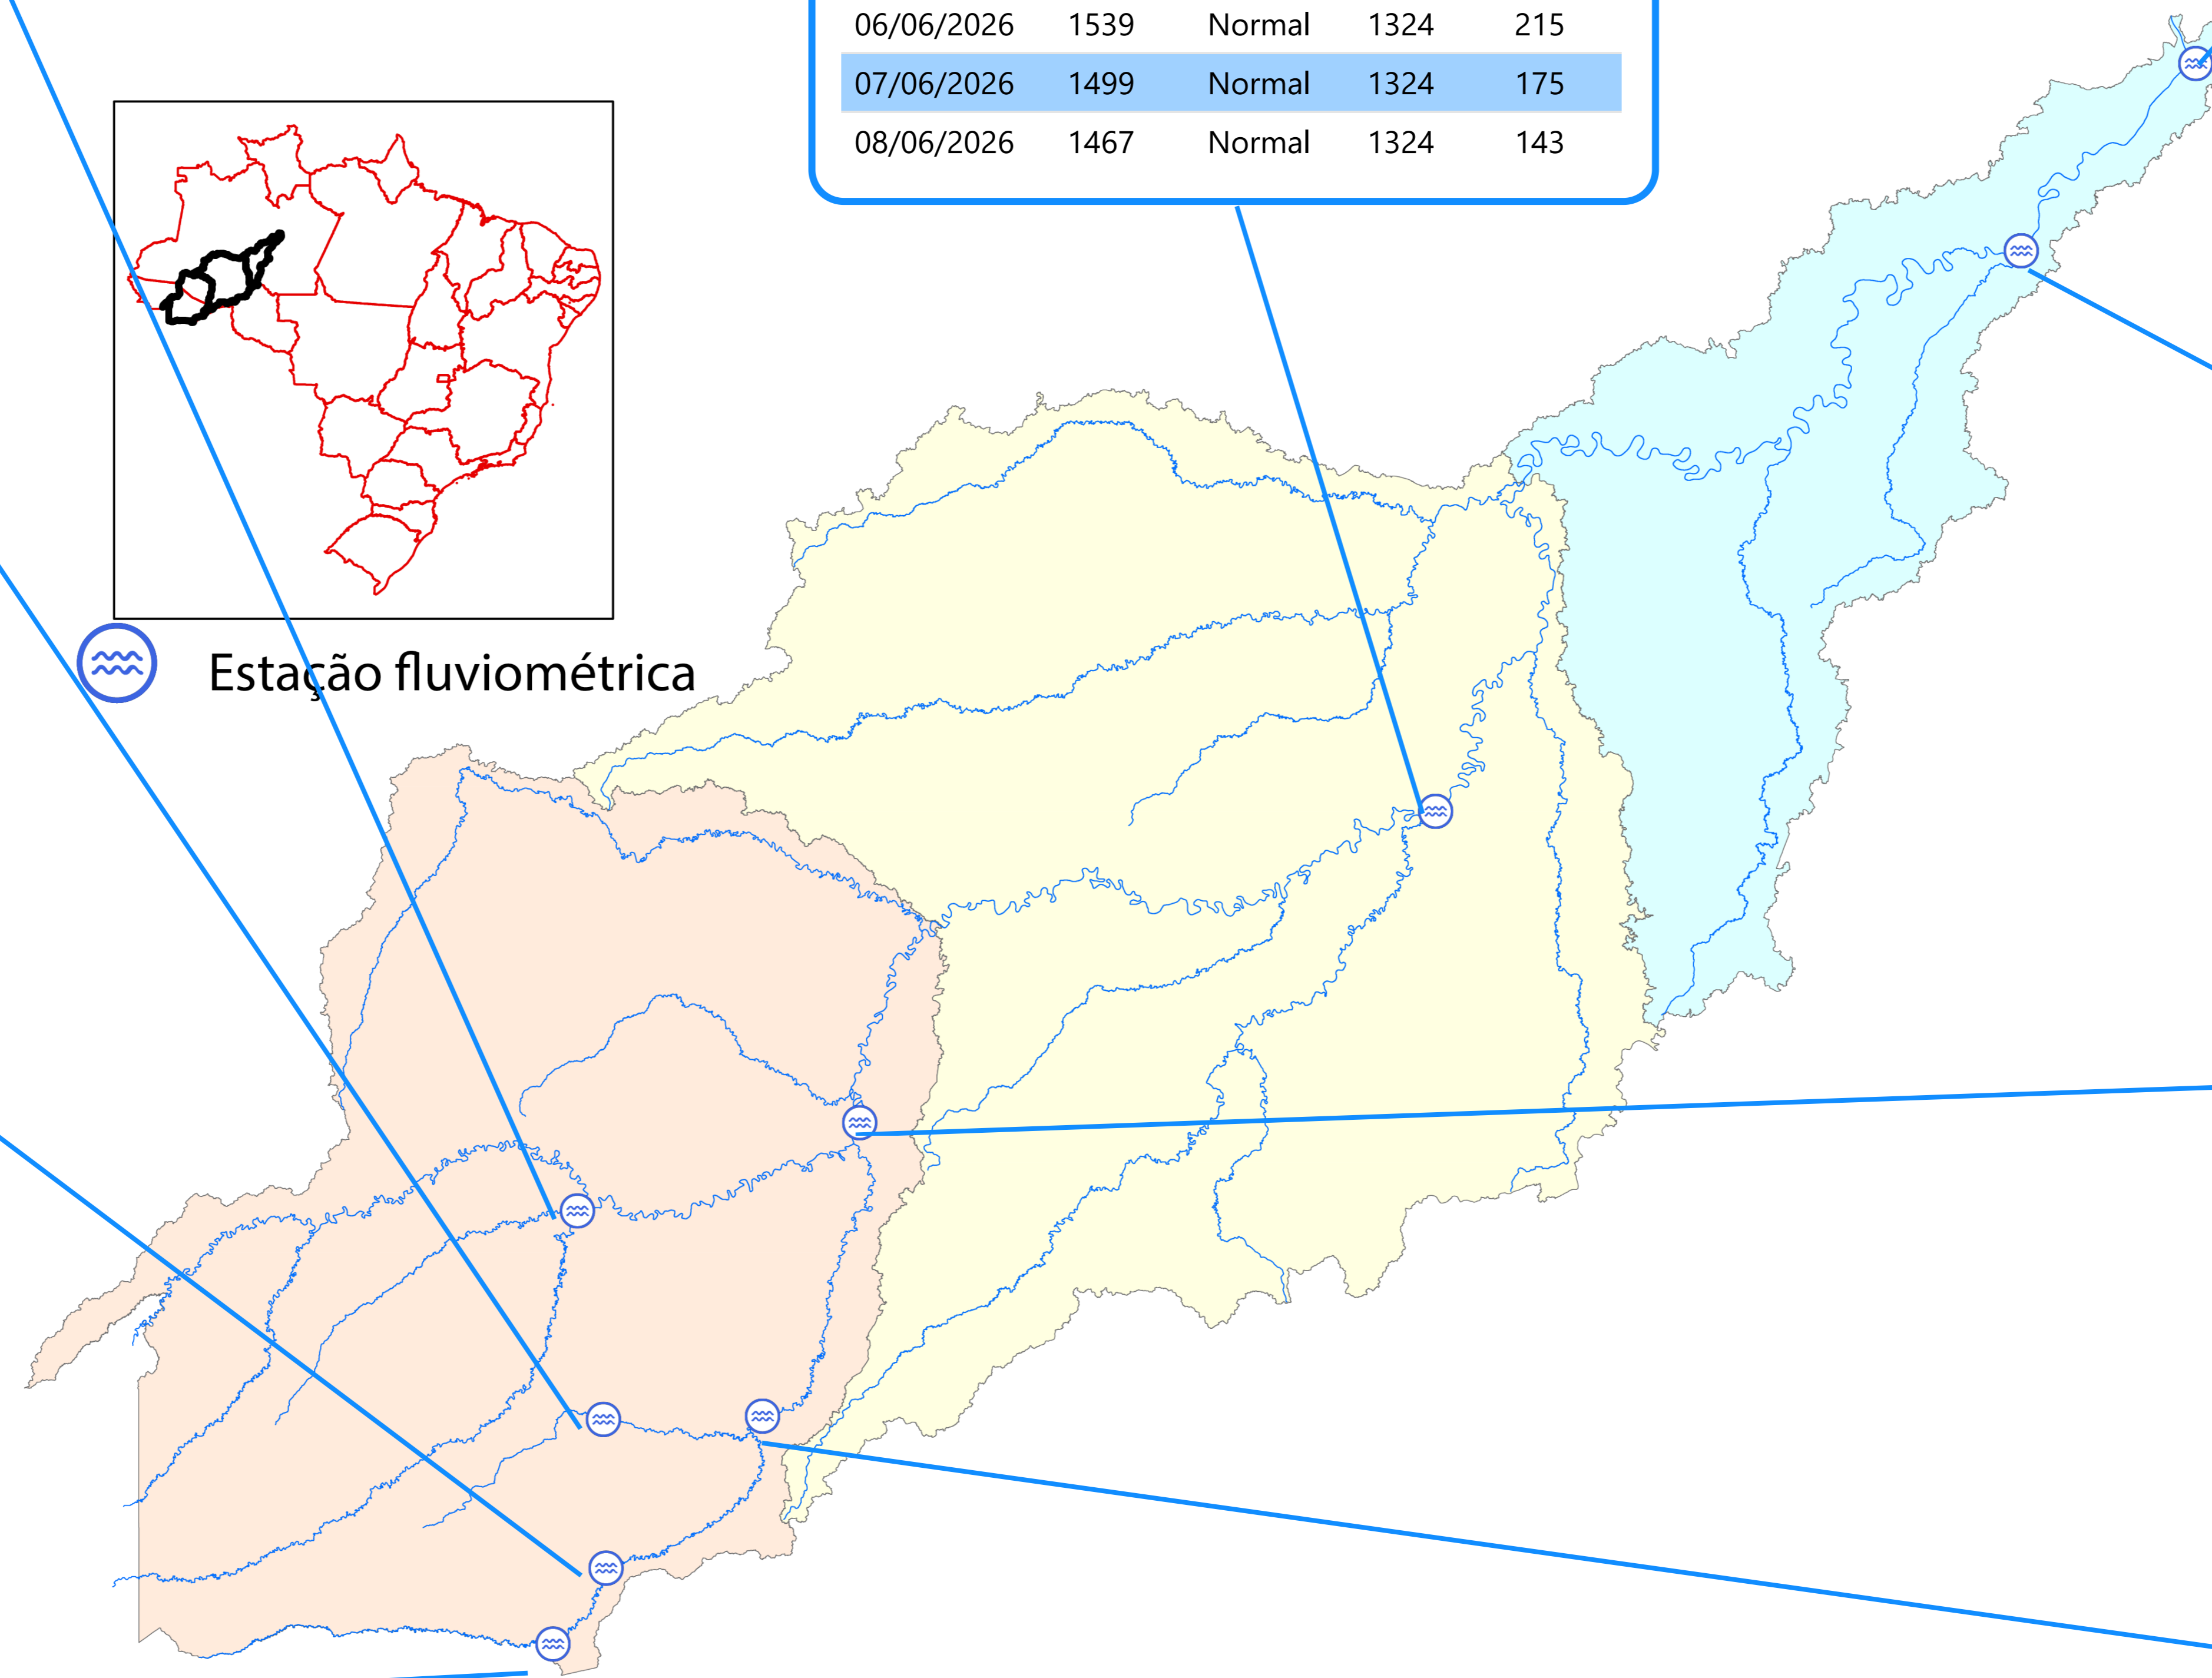 06/06/2026 1539 Normal 1324 215
07/06/2026 1499 Normal 1324 175
08/06/2026 1467 Normal 1324 143
Estação fluviométrica